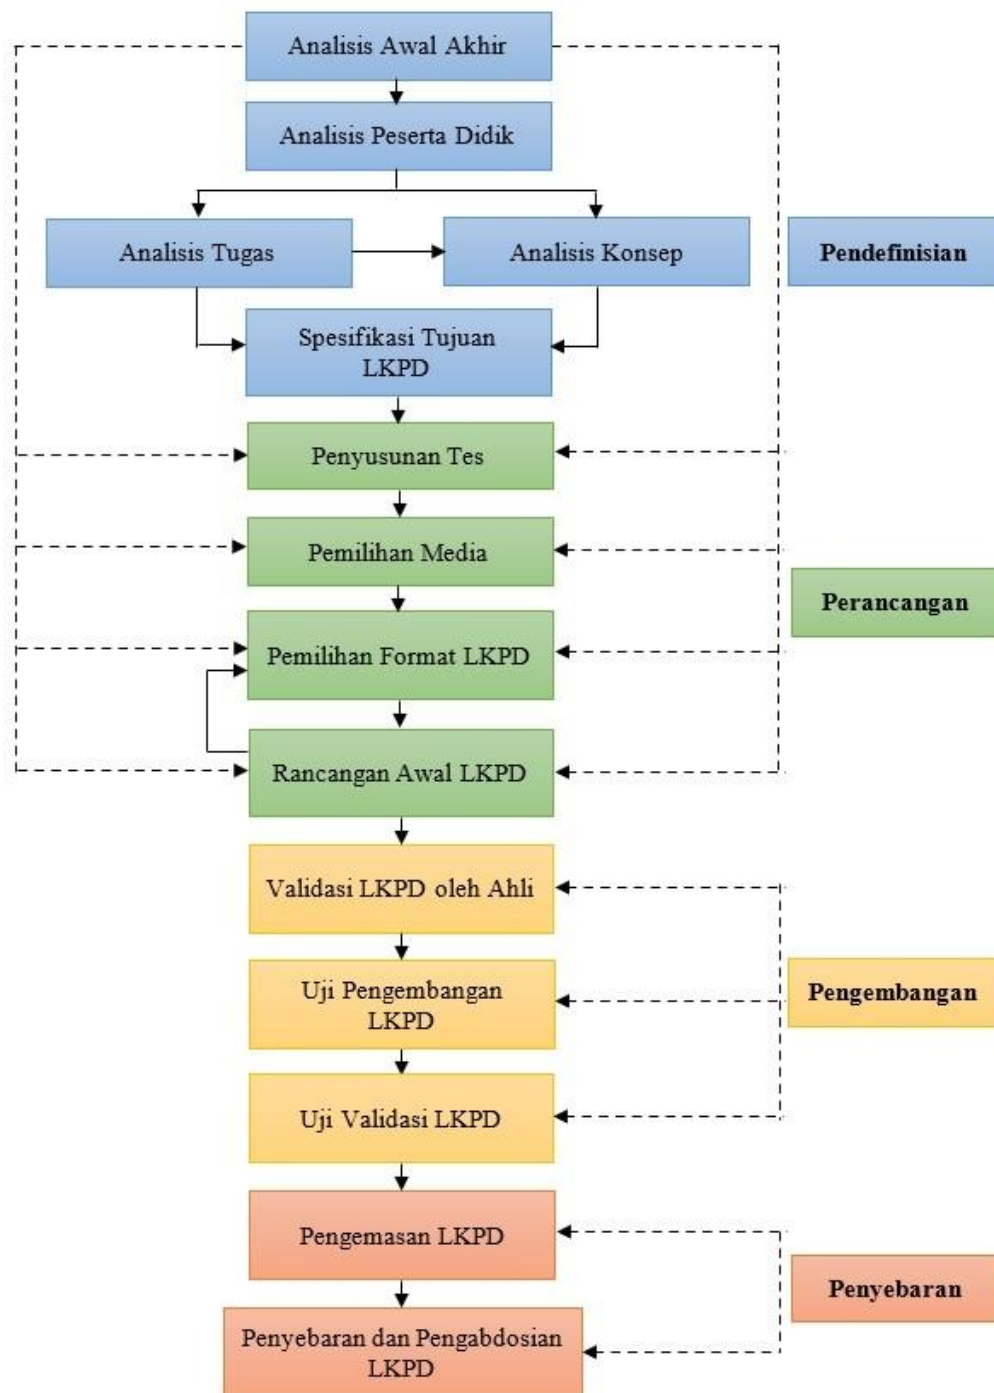 Analisis Awal Akhir
Analisis Peserta Didik
Analisis Tugas
Analisis Konsep
Pendefinisian
Spesifikasi Tujuan
LKPD
Penyusunan Tes
Pemilihan Media
Perancangan
Pemilihan Format LKPD
Rancangan Awal LKPD
Validasi LKPD oleh Ahli
Uji Pengembangan
LKPD
Pengembangan
Uji Validasi LKPD
Pengemasan LKPD
Penyebaran
Penyebaran dan Pengabdosian
LKPD